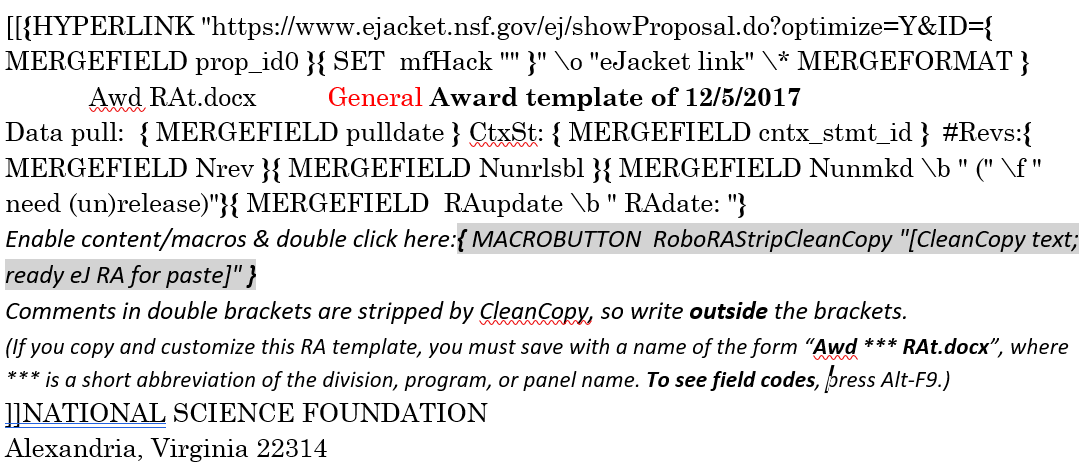 [[{HYPERLINK "https://www.ejacket.nsf.gov/ej/showProposal.do?optimize=Y&ID={
MERGEFIELD prop_id0 }{ SET  mfHack "" }" \o "eJacket link" \* MERGEFORMAT }
Awd RAt.docx General Award template of 12/5/2017
Data pull:  { MERGEFIELD pulldate } CtxSt: { MERGEFIELD cntx_stmt_id }  #Revs:{
MERGEFIELD Nrev }{ MERGEFIELD Nunrlsbl }{ MERGEFIELD Nunmkd \b " (" \f "
need (un)release)"}{ MERGEFIELD  RAupdate \b " RAdate: "}
Enable content/macros & double click here:{ MACROBUTTON  RoboRAStripCleanCopy "[CleanCopy text;
ready eJ RA for paste]" }
Comments in double brackets are stripped by CleanCopy, so write outside the brackets.
(If you copy and customize this RA template, you must save with a name of the form “Awd *** RAt.docx”, where
*** is a short abbreviation of the division, program, or panel name. To see field codes, press Alt-F9.)
]]NATIONAL SCIENCE FOUNDATION
Alexandria, Virginia 22314